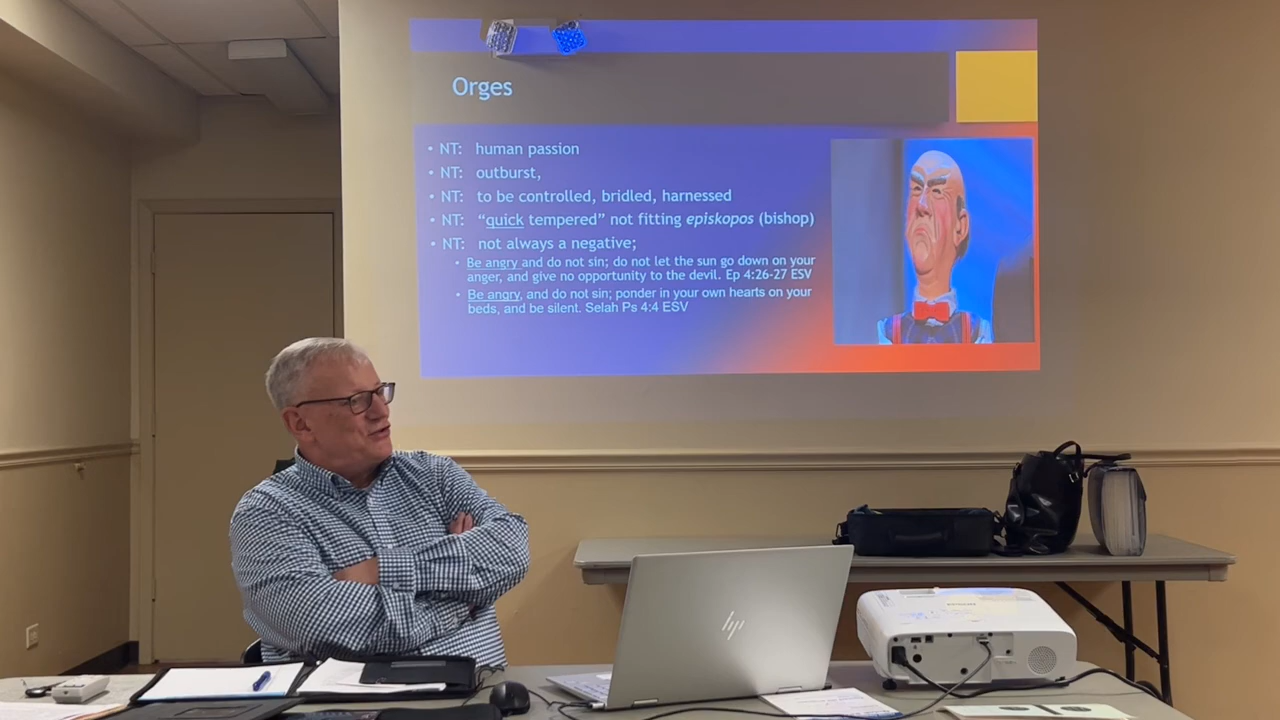 Orges
• NT: human passion
• NT: outburst,
• NT: to be controlled, bridled, harnessed
• NT: “quick tempered” not fitting episkopos (bishop)
• NT: not always a negative;
• Be angry and do not sin; do not let the sun go down on your
anger, and give no opportunity to the devil. Ep 4:26-27 ESV
• Be angry, and do not sin; ponder in your own hearts on your
beds, and be silent. Selah Ps 4:4 ESV
hp
EPSON